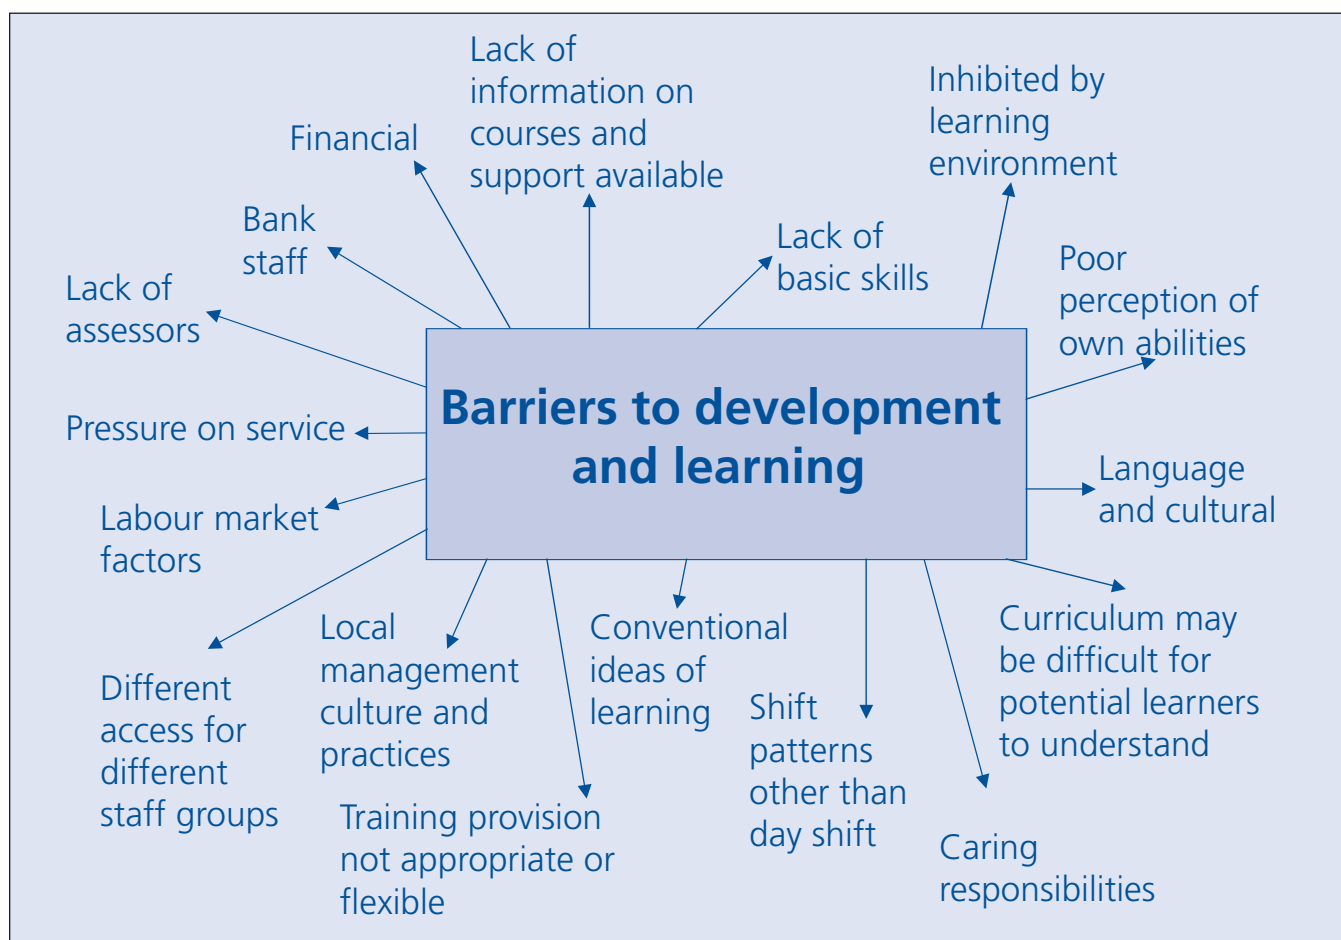 Lack of
information on
courses and
support available
Inhibited by
learning
environment
Financial
Bank
staff
Lack of
basic skills
Poor
perception of
own abilities
Lack of
assessors
Barriers to development
and learning
Pressure on service
Language
and cultural
Labour market
factors
Different
access for
different
staff groups
Local
management
culture and
practices
Conventional
ideas of
learning
Curriculum may
be difficult for
potential learners
to understand
Shift
patterns
other than
day shift
Training provision
not appropriate or
flexible
Caring
responsibilities